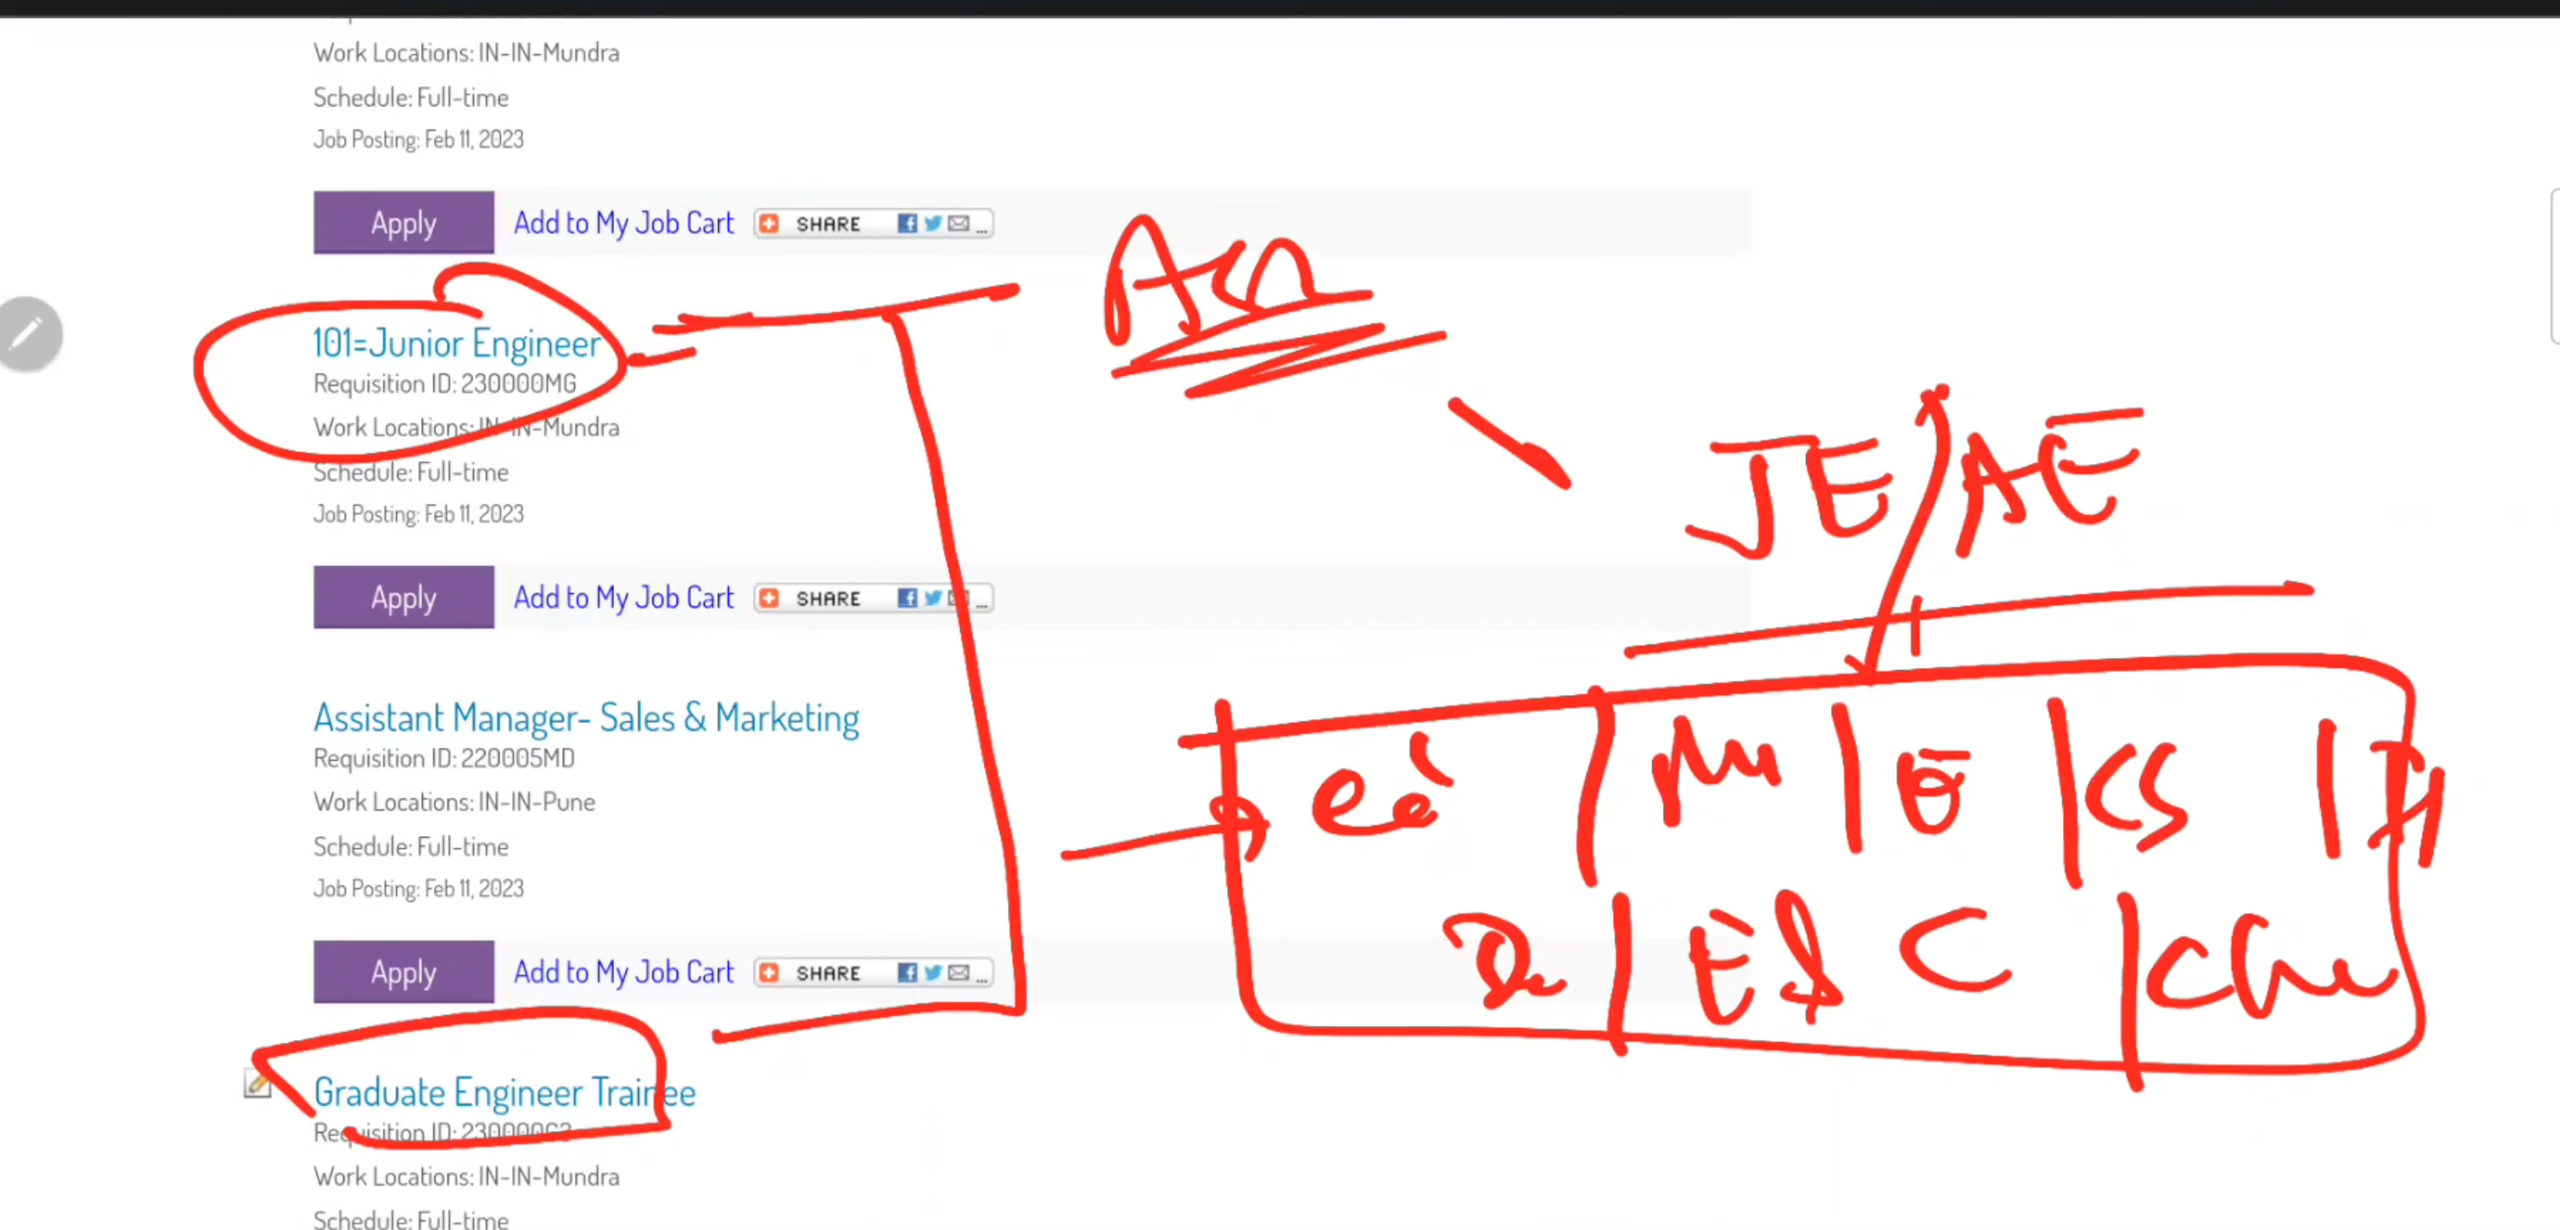 Work Locations: IN-IN-Mundra
Schedule: Full-time
Job Posting: Feb 11, 2023
Apply Add to My Job Cart SHARE ...
101=Junior Engineer
Requisition ID: 230000MG
Work Locations: IN-IN-Mundra
Schedule: Full-time
Job Posting: Feb 11, 2023
JE/AE
Apply Add to My Job Cart SHARE ...
Assistant Manager- Sales & Marketing
Requisition ID: 220005MD
Work Locations: IN-IN-Pune
Schedule: Full-time
Job Posting: Feb 11, 2023
CS
Apply Add to My Job Cart SHARE ...
Graduate Engineer Trainee
Requisition ID:
Work Locations: IN-IN-Mundra
Schedule: Full-time